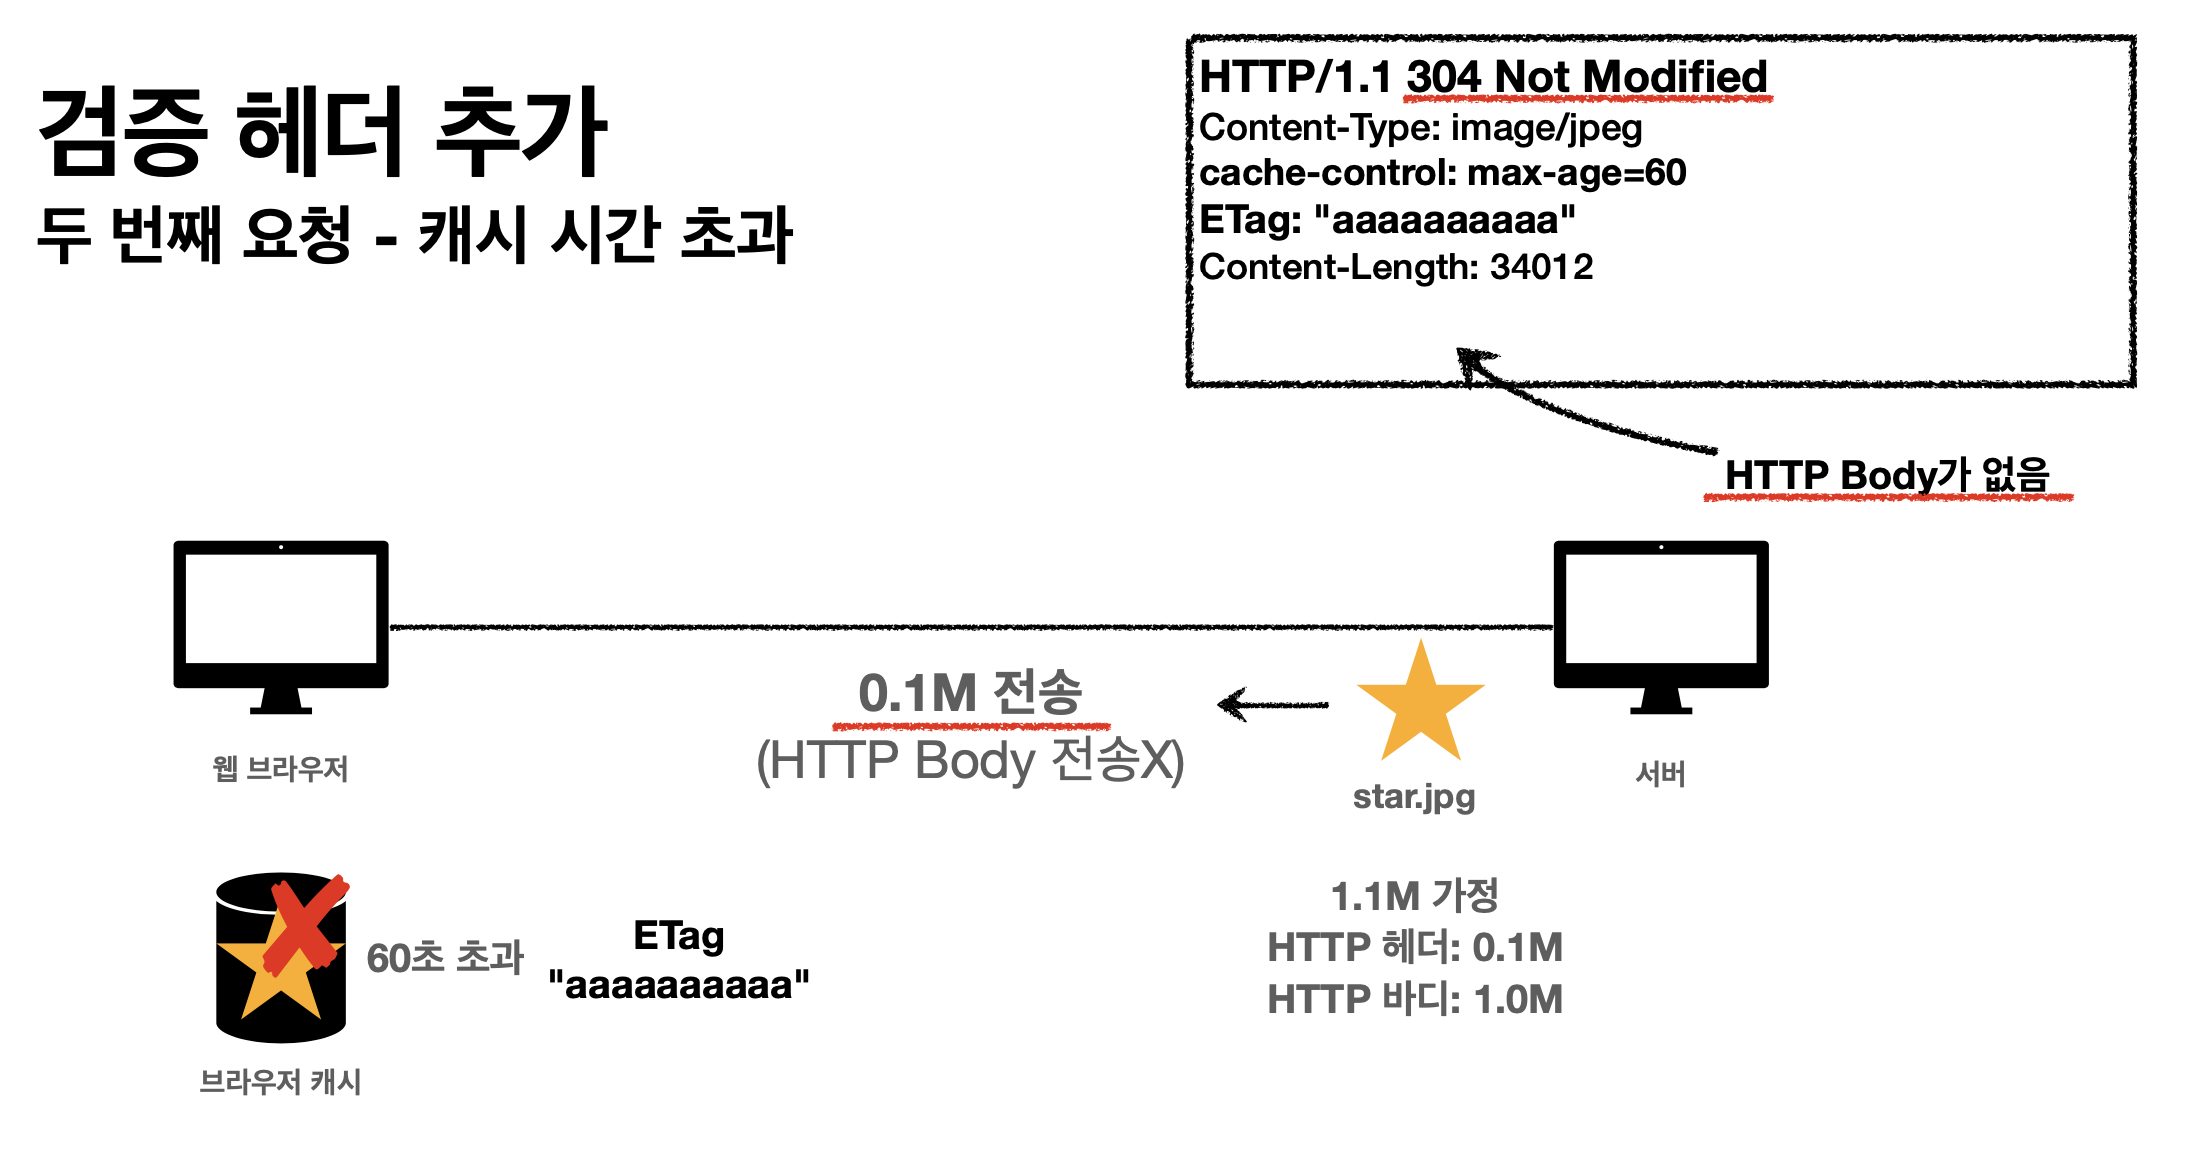 검증 헤더 추가
두 번째 요청 - 캐시 시간 초과
HTTP/1.1 304 Not Modified
Content-Type: image/jpeg
cache-control: max-age=60
ETag: "aaaaaaaaaa"
Content-Length: 34012
HTTP Body가 없음
0.1M 전송
(HTTP Body 전송X)
웹 브라우저
star.jpg
서버
60초 초과
ETag
"aaaaaaaaaa"
브라우저 캐시
1.1M 가정
HTTP 헤더: 0.1M
HTTP 바디: 1.0M